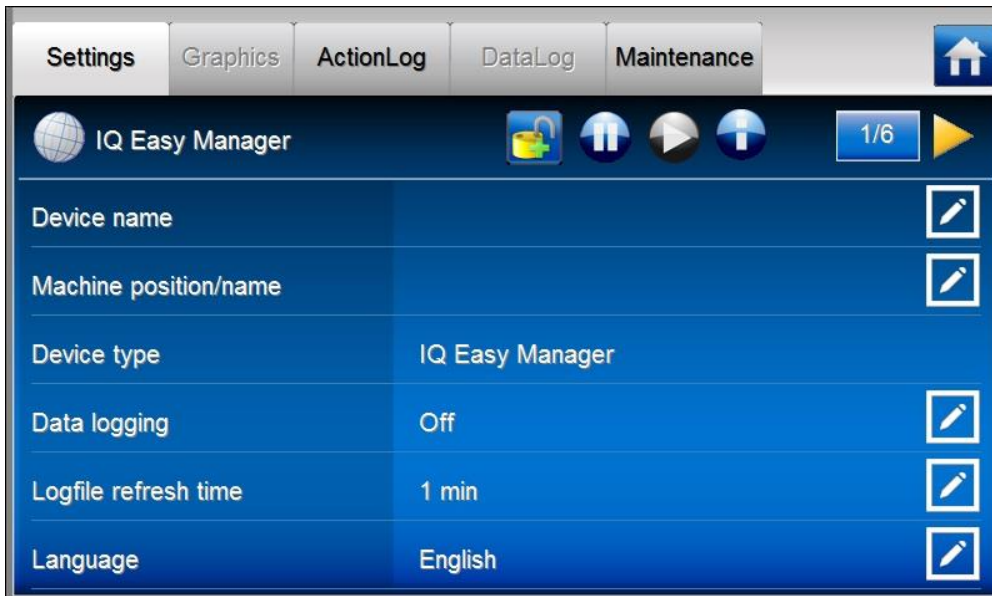 Settings Graphics ActionLog DataLog Maintenance
IQ Easy Manager 1/6
Device name
Machine position/name
Device type IQ Easy Manager
Data logging Off
Logfile refresh time 1 min
Language English